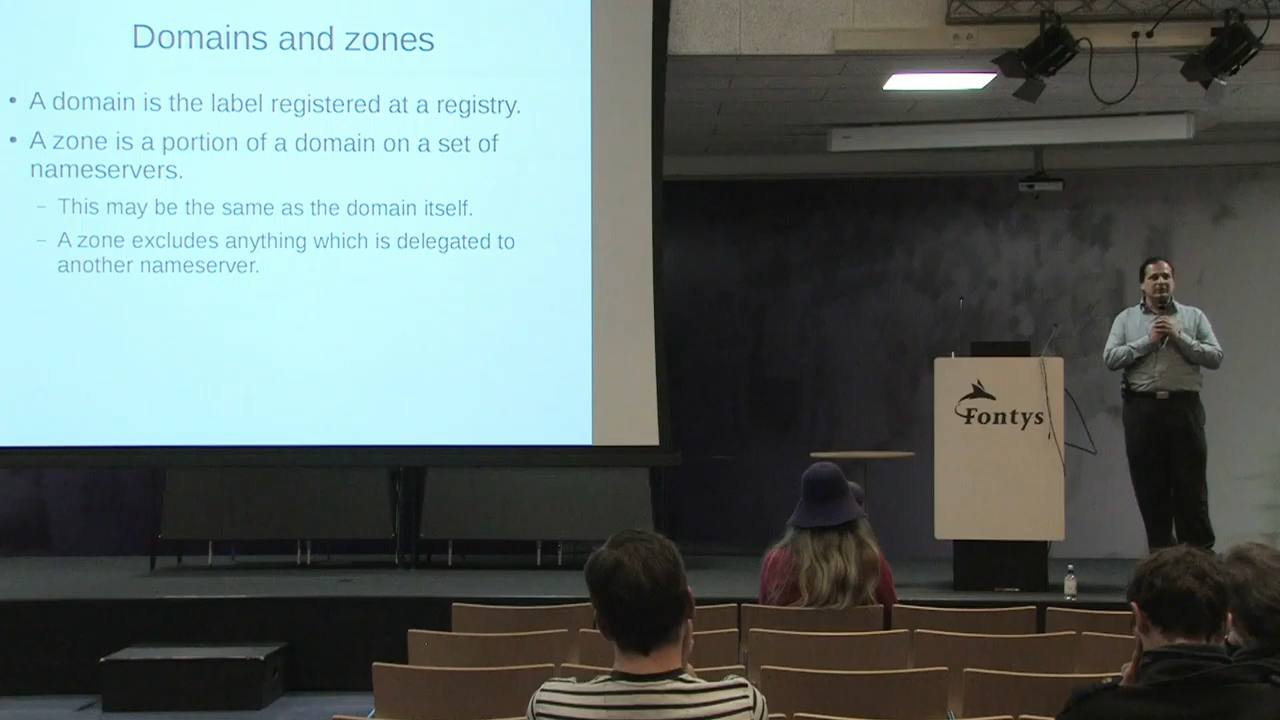 Domains and zones
• A domain is the label registered at a registry.
• A zone is a portion of a domain on a set of
nameservers.
– This may be the same as the domain itself.
– A zone excludes anything which is delegated to
another nameserver.
Fontys